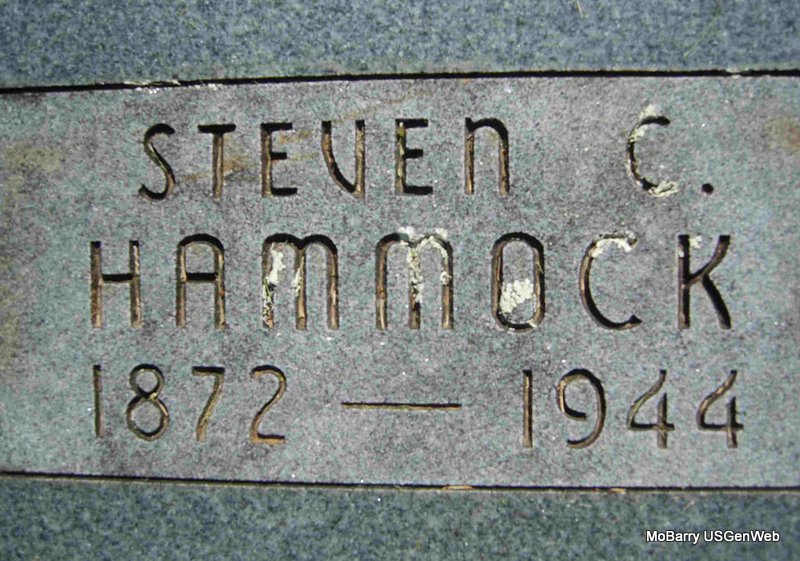 STEVEN C.
HAMMOCK
1872 — 1944
MoBarry USGenWeb